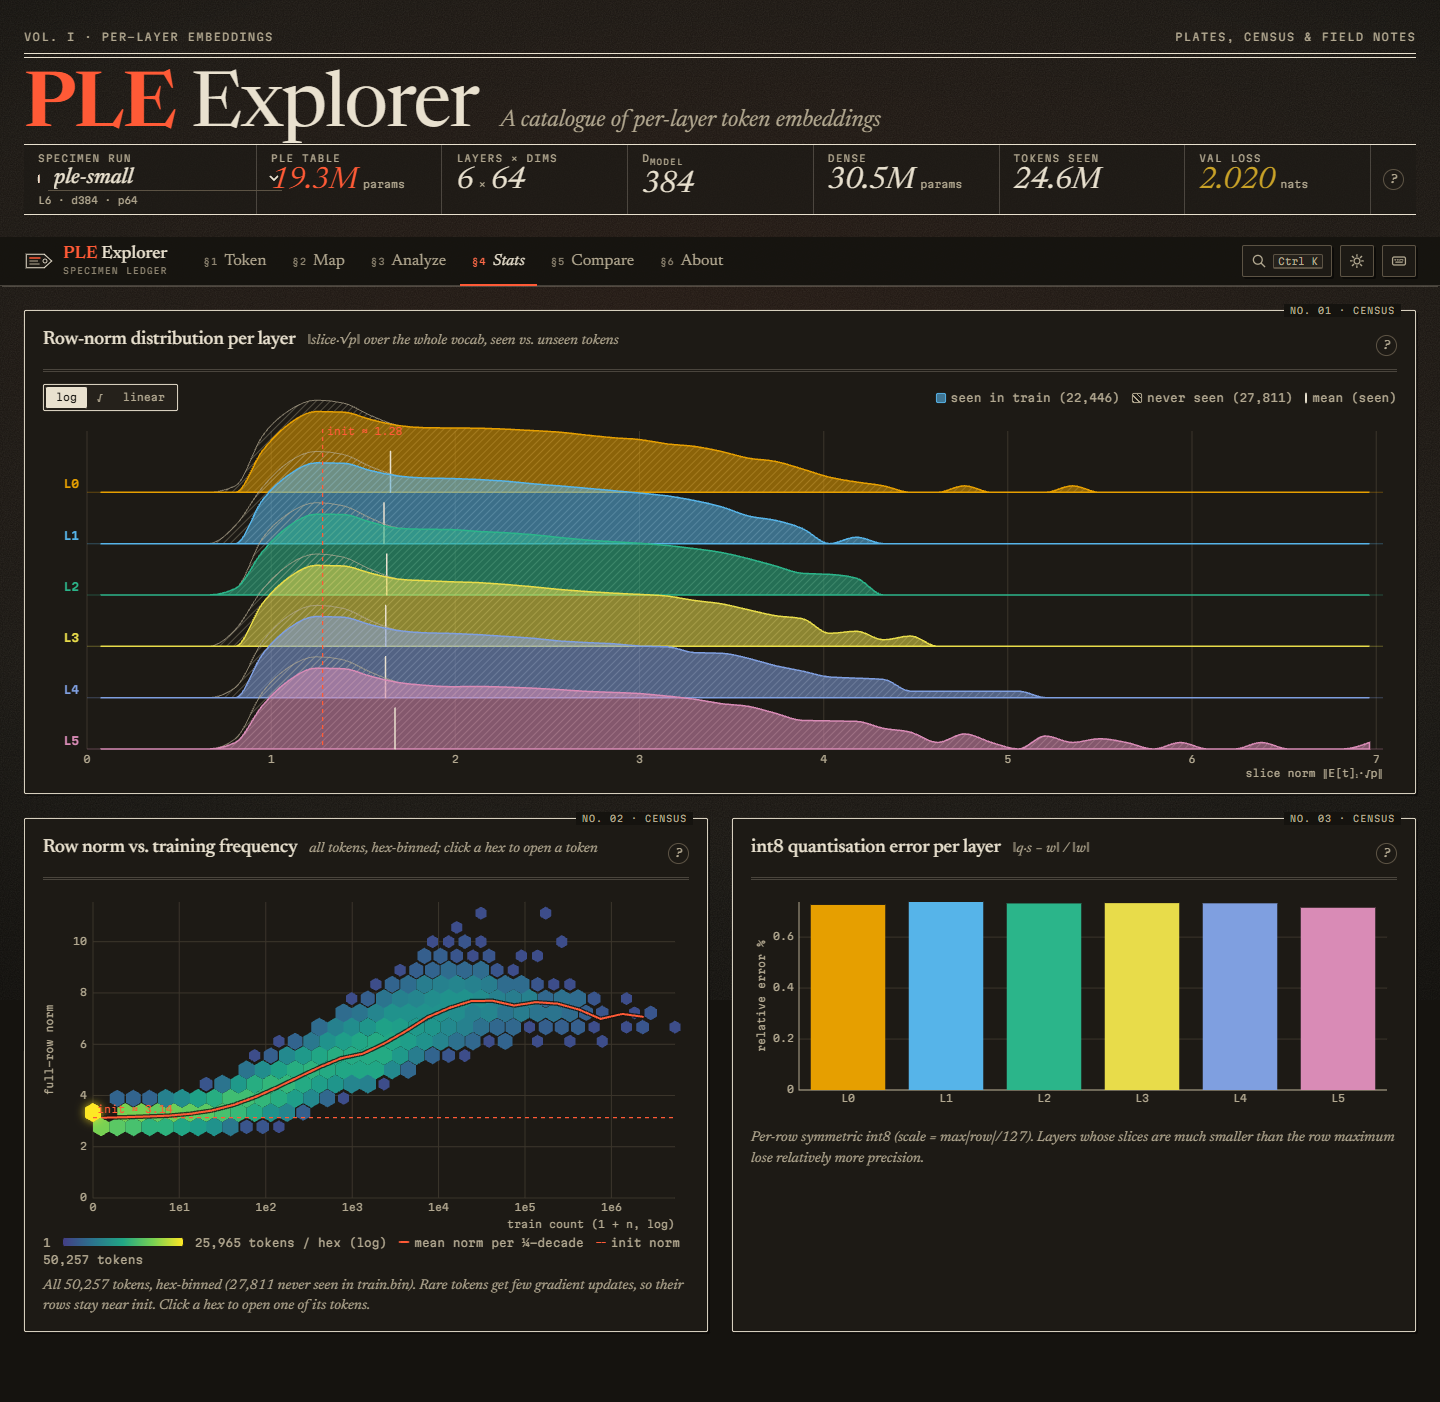 VOL. I · PER-LAYER EMBEDDINGS
PLATES, CENSUS & FIELD NOTES
PLE Explorer A catalogue of per-layer token embeddings
SPECIMEN RUN
ple-small
L6 · d384 · p64
PLE TABLE
19.3M params
LAYERS × DIMS
6 × 64
DMODEL
384
DENSE
30.5M params
TOKENS SEEN
24.6M
VAL LOSS
2.020 nats
?
PLE Explorer
SPECIMEN LEDGER
§1 Token §2 Map §3 Analyze §4 Stats §5 Compare §6 About
Ctrl K
NO. 01 · CENSUS
Row-norm distribution per layer ‖slice·√p‖ over the whole vocab, seen vs. unseen tokens
?
log √ linear
seen in train (22,446) never seen (27,811) mean (seen)
init ≈ 1.28
L0
L1
L2
L3
L4
L5
0 1 2 3 4 5 6 7
slice norm ‖E[t]ᵢ·√p‖
NO. 02 · CENSUS
Row norm vs. training frequency all tokens, hex-binned; click a hex to open a token
?
full-row norm
10
8
6
4
2
0
0 1e1 1e2 1e3 1e4 1e5 1e6
train count (1 + n, log)
1 25,965 tokens / hex (log) mean norm per ¼-decade init norm
50,257 tokens
All 50,257 tokens, hex-binned (27,811 never seen in train.bin). Rare tokens get few gradient updates, so their
rows stay near init. Click a hex to open one of its tokens.
NO. 03 · CENSUS
int8 quantisation error per layer ‖q·s − w‖ / ‖w‖
?
relative error %
0.6
0.4
0.2
0
L0 L1 L2 L3 L4 L5
Per-row symmetric int8 (scale = max|row|/127). Layers whose slices are much smaller than the row maximum
lose relatively more precision.